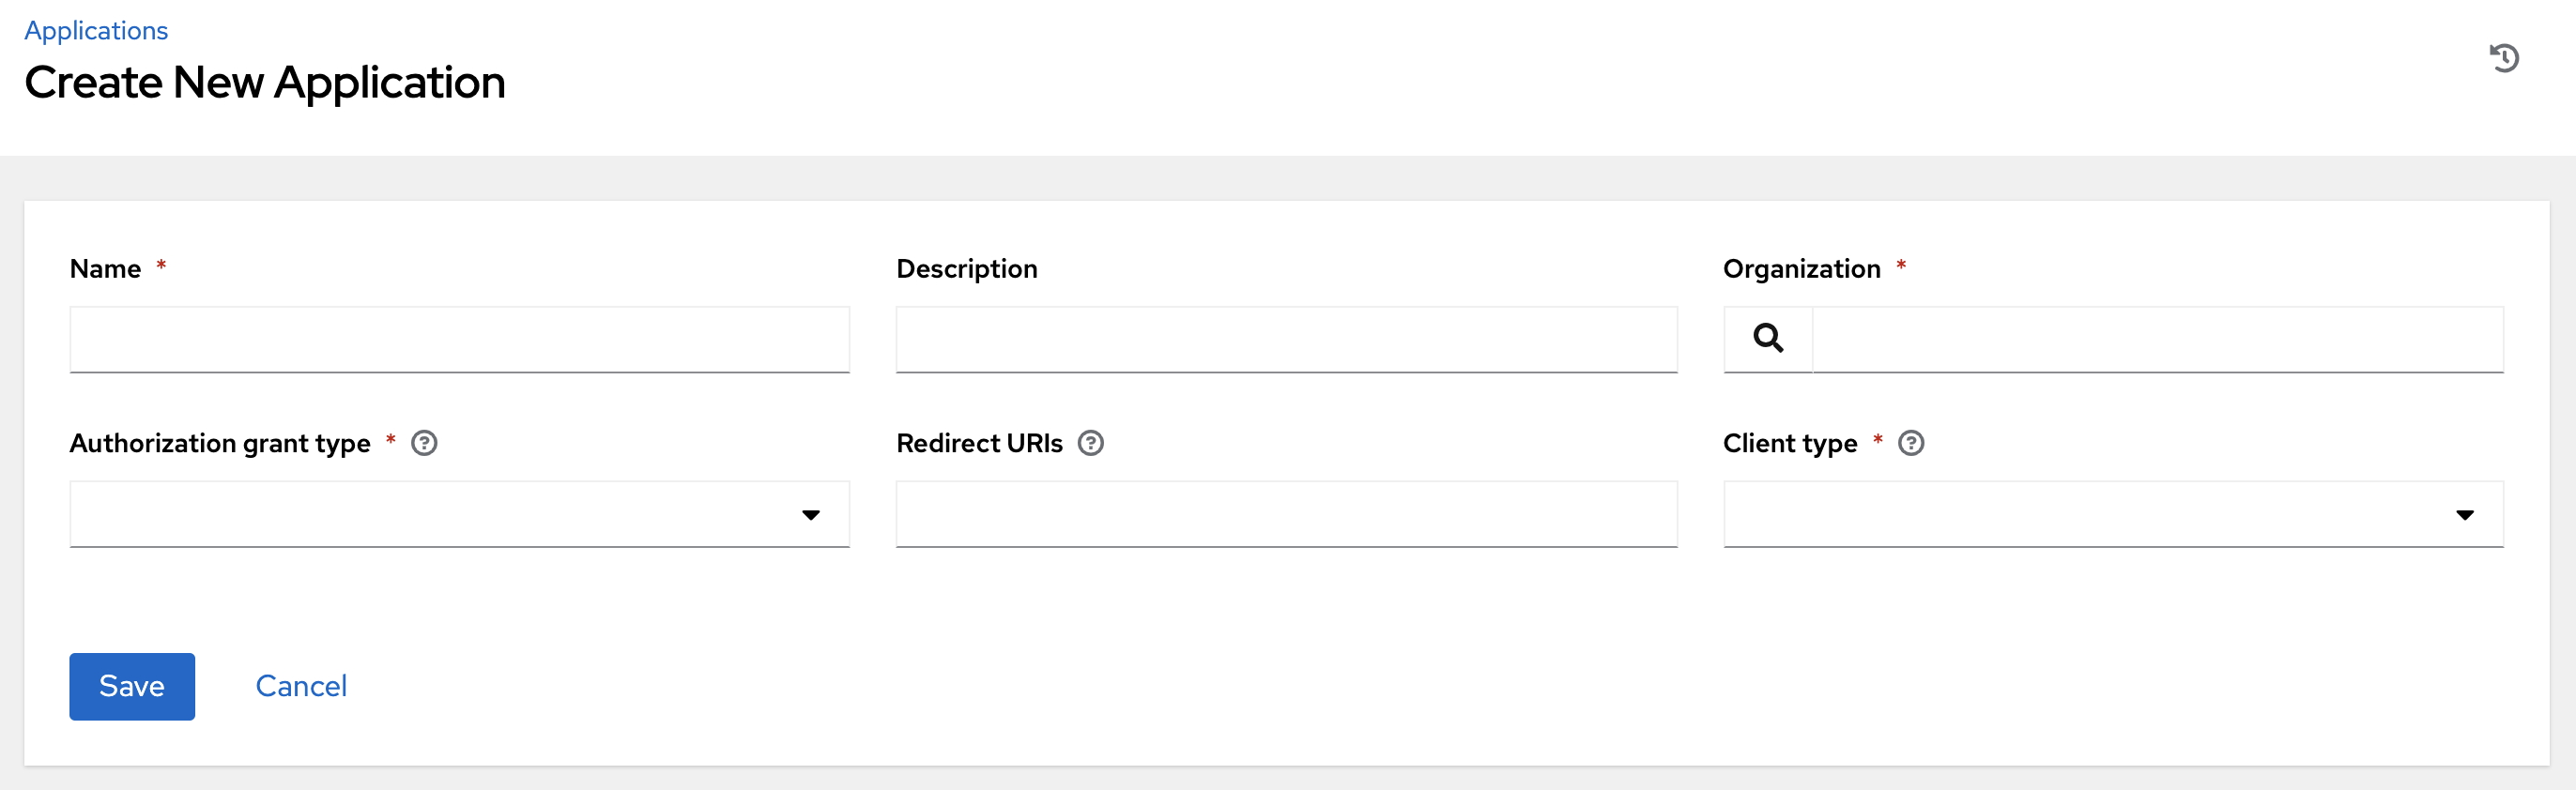 Applications
Create New Application
Name *
Description
Organization *
Authorization grant type *
Redirect URIs
Client type *
Save
Cancel